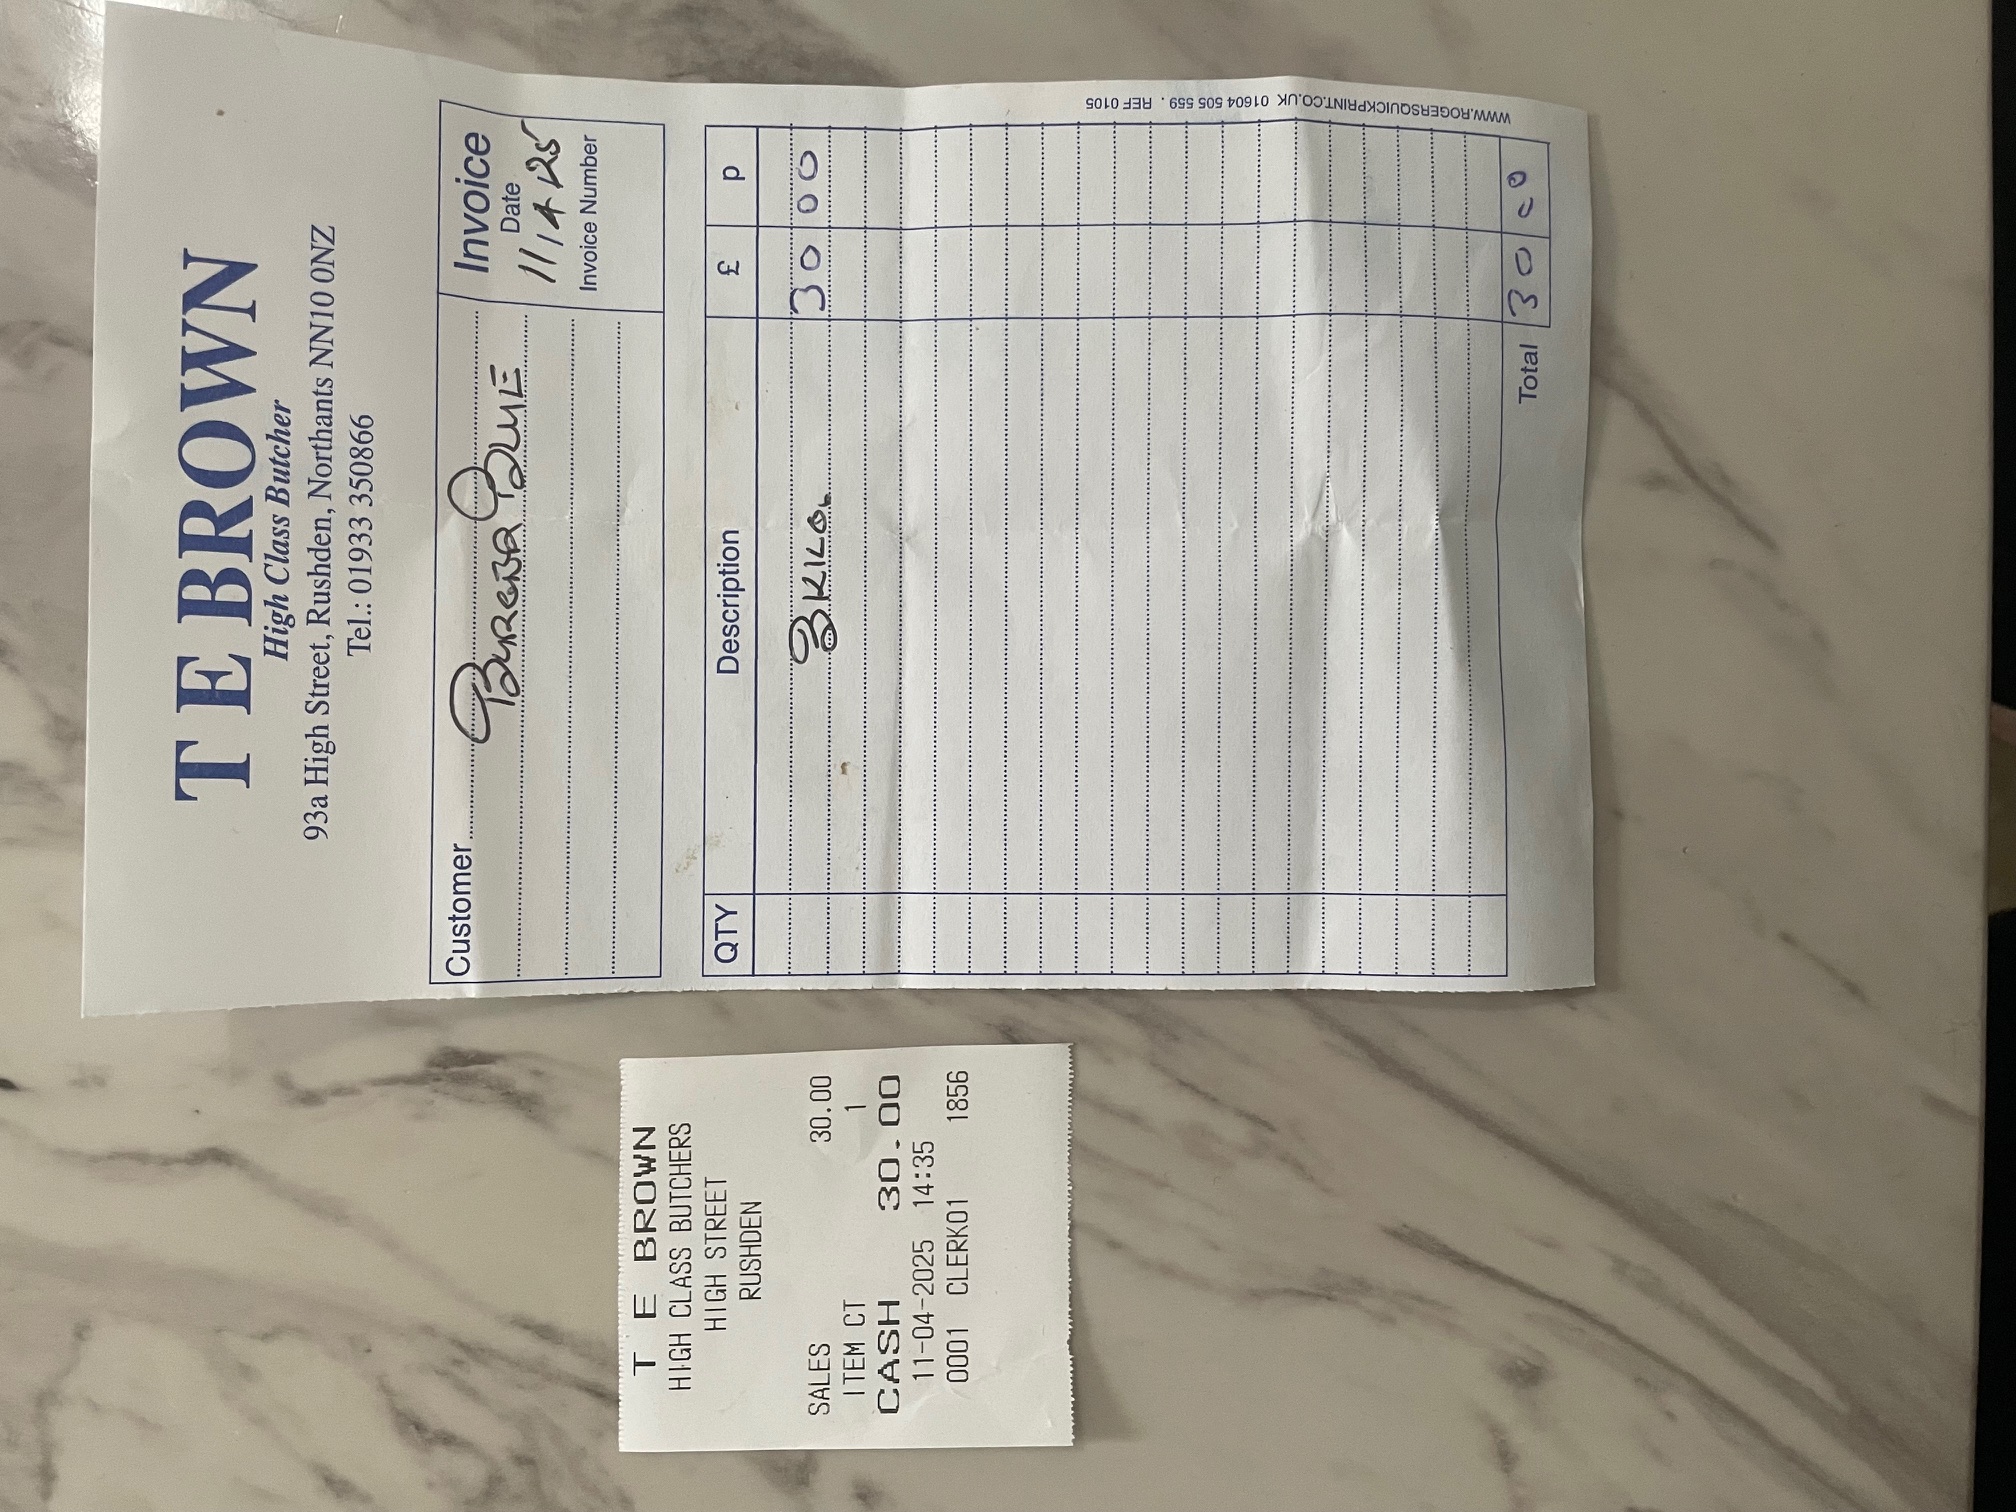 T E BROWN
HIGH CLASS BUTCHERS
HIGH STREET
RUSHDEN
SALES 30.00
ITEM CT 1
CASH 30.00
11-04-2025 14:35
0001 CLERK01 1856
T E BROWN
High Class Butcher
93a High Street, Rushden, Northants NN10 0NZ
Tel.: 01933 350866
Customer
BURGER BLUE
Invoice
Date
11/4/25
Invoice Number
QTY Description £ p
3 KILO. 30 00
Total 30 00
WWW.ROGERSQUICKPRINT.CO.UK 01604 505 559 . REF 0105